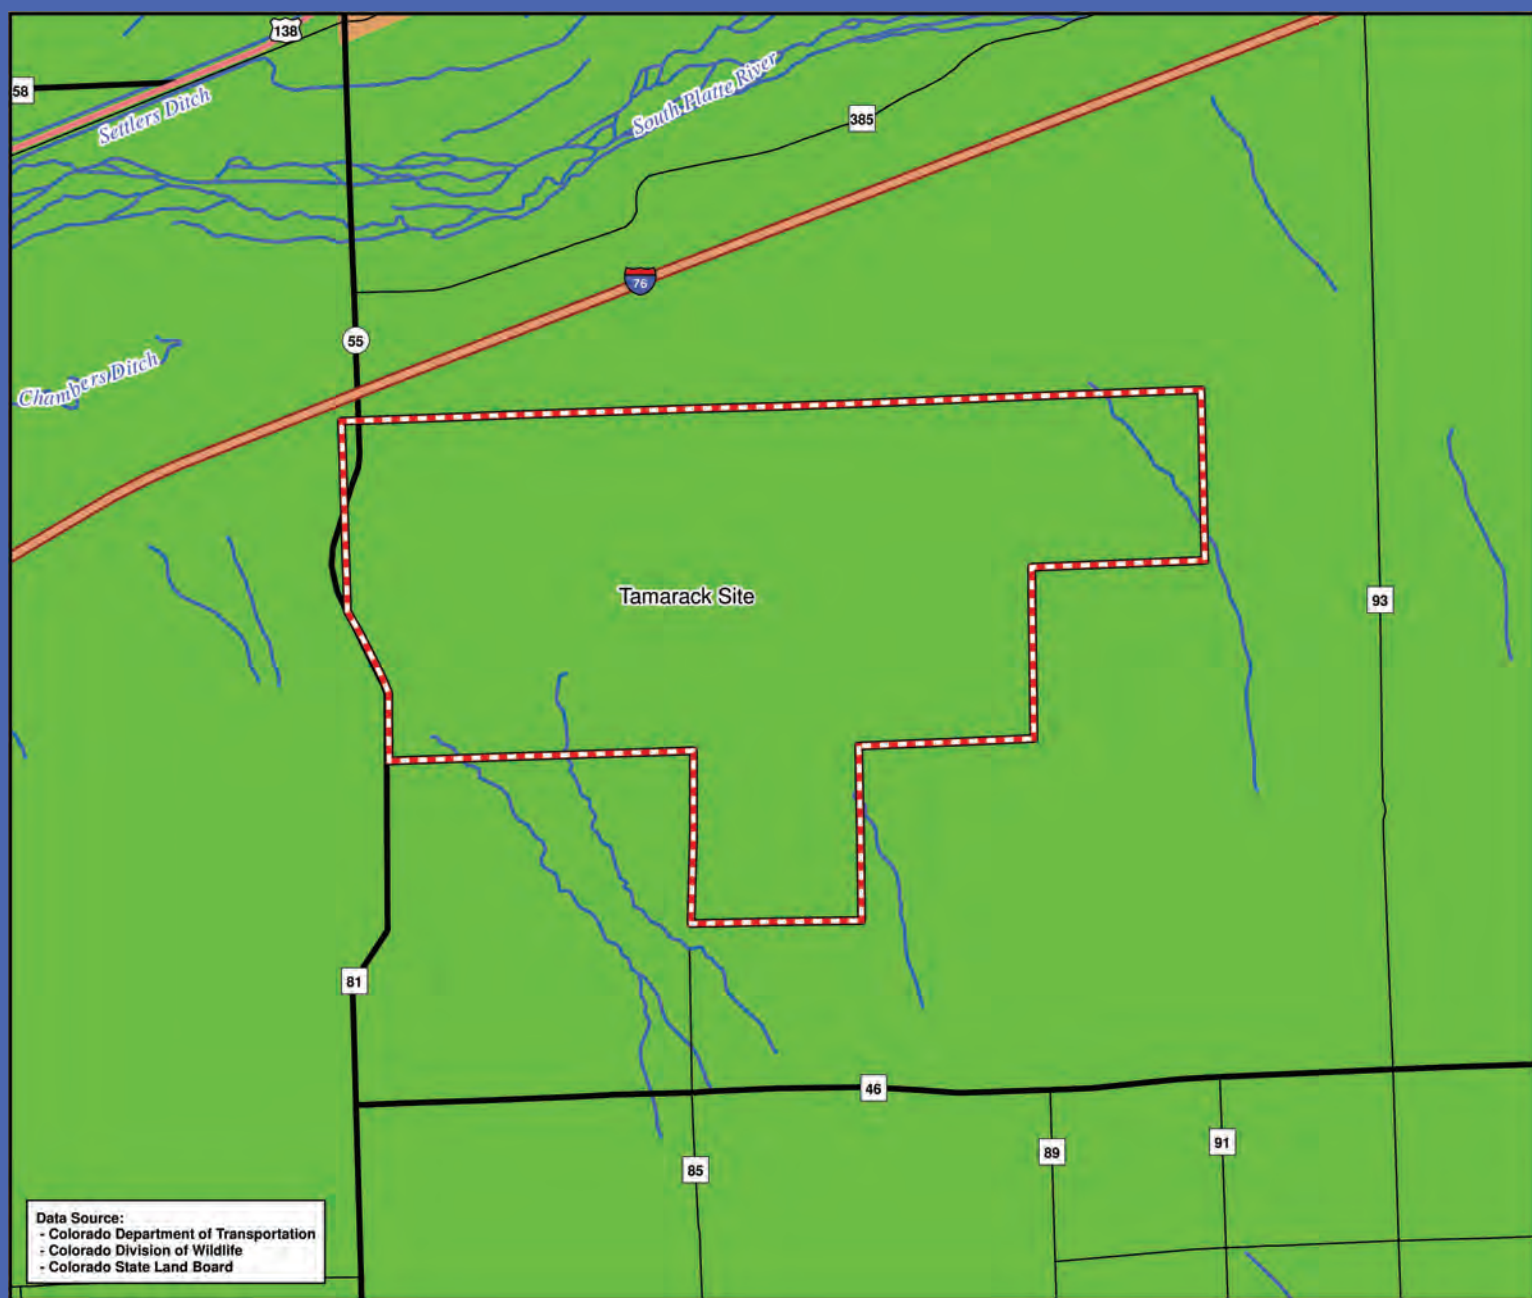 138
58
Settlers Ditch
South Platte River
385
76
55
Chambers Ditch
Tamarack Site
93
81
46
85
89
91
Data Source:
- Colorado Department of Transportation
- Colorado Division of Wildlife
- Colorado State Land Board